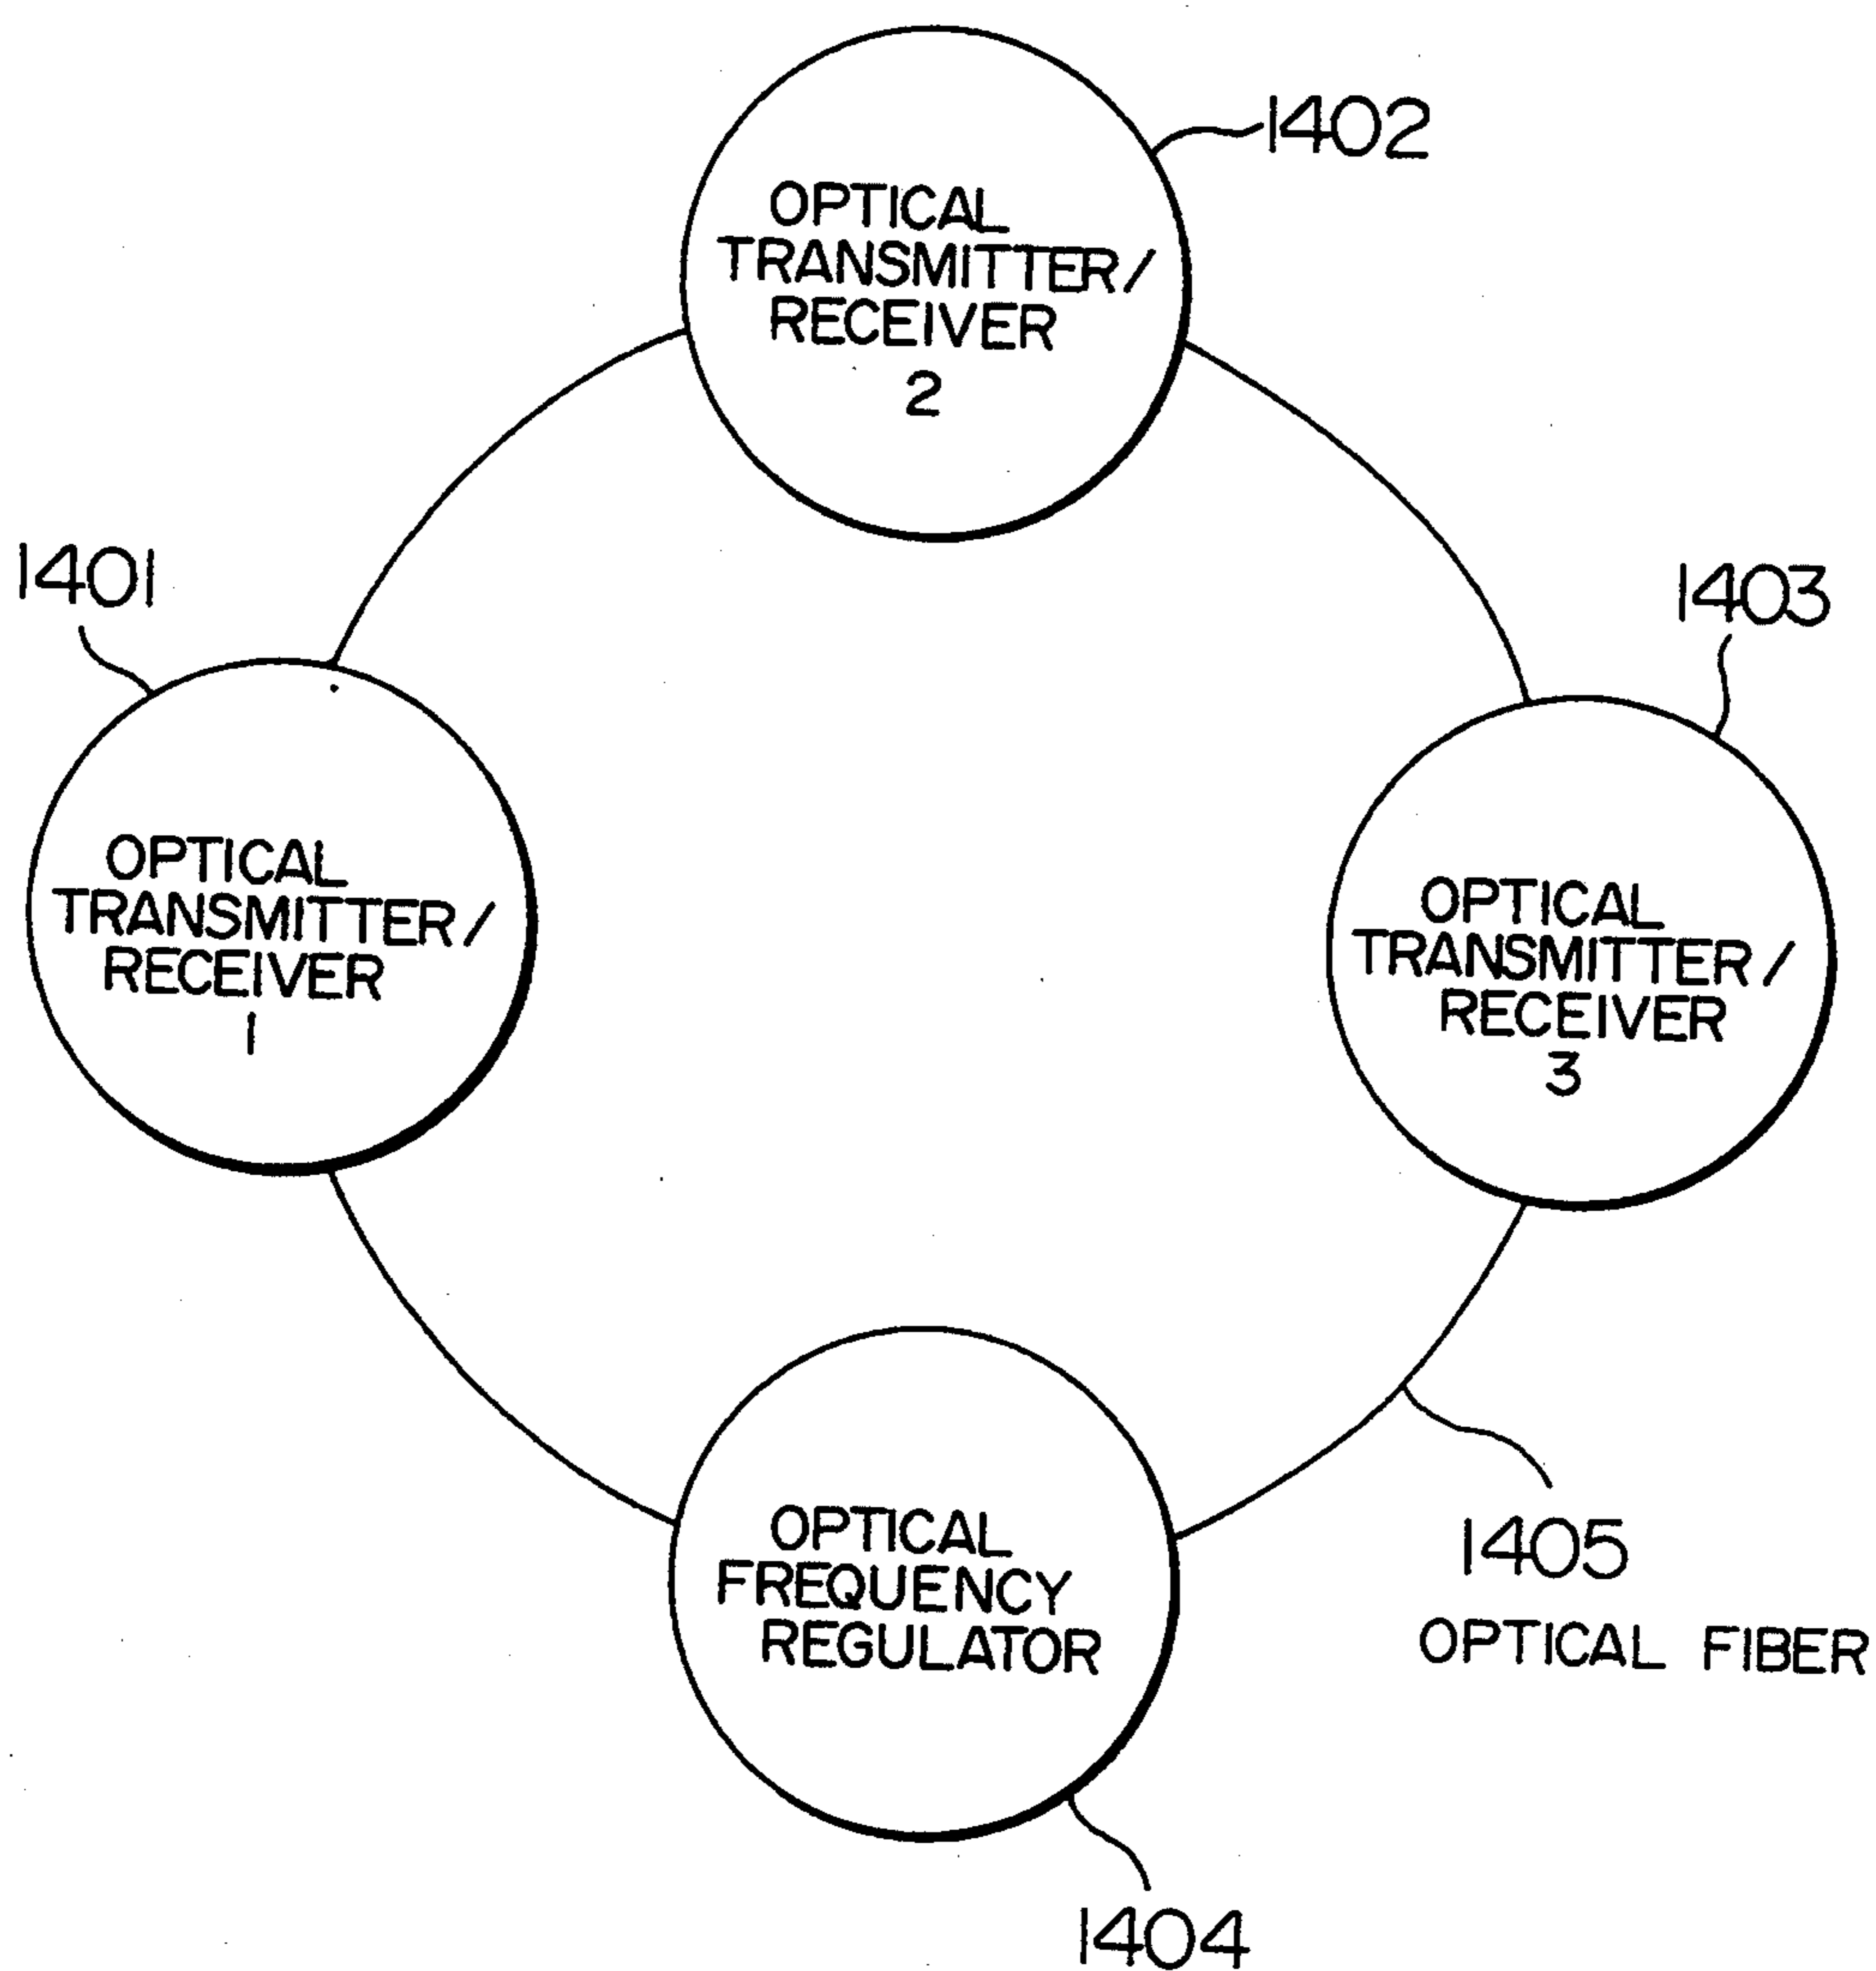 1402
OPTICAL
TRANSMITTER/
RECEIVER
2
1401
1403
OPTICAL
TRANSMITTER/
RECEIVER
1
OPTICAL
TRANSMITTER/
RECEIVER
3
OPTICAL
FREQUENCY
REGULATOR
1405
OPTICAL FIBER
1404